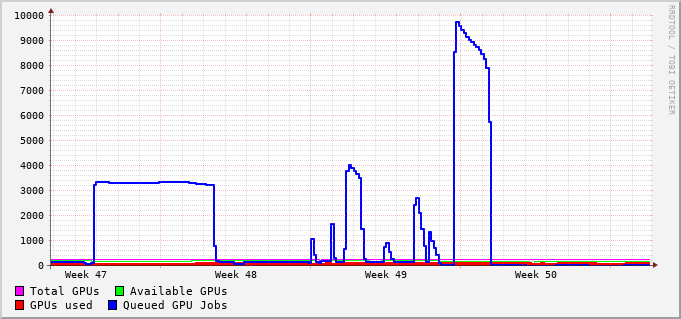 10000
9000
8000
7000
6000
5000
4000
3000
2000
1000
0
Week 47 Week 48 Week 49 Week 50
Total GPUs Available GPUs
GPUs used Queued GPU Jobs
RRDTOOL / TOBI OETIKER